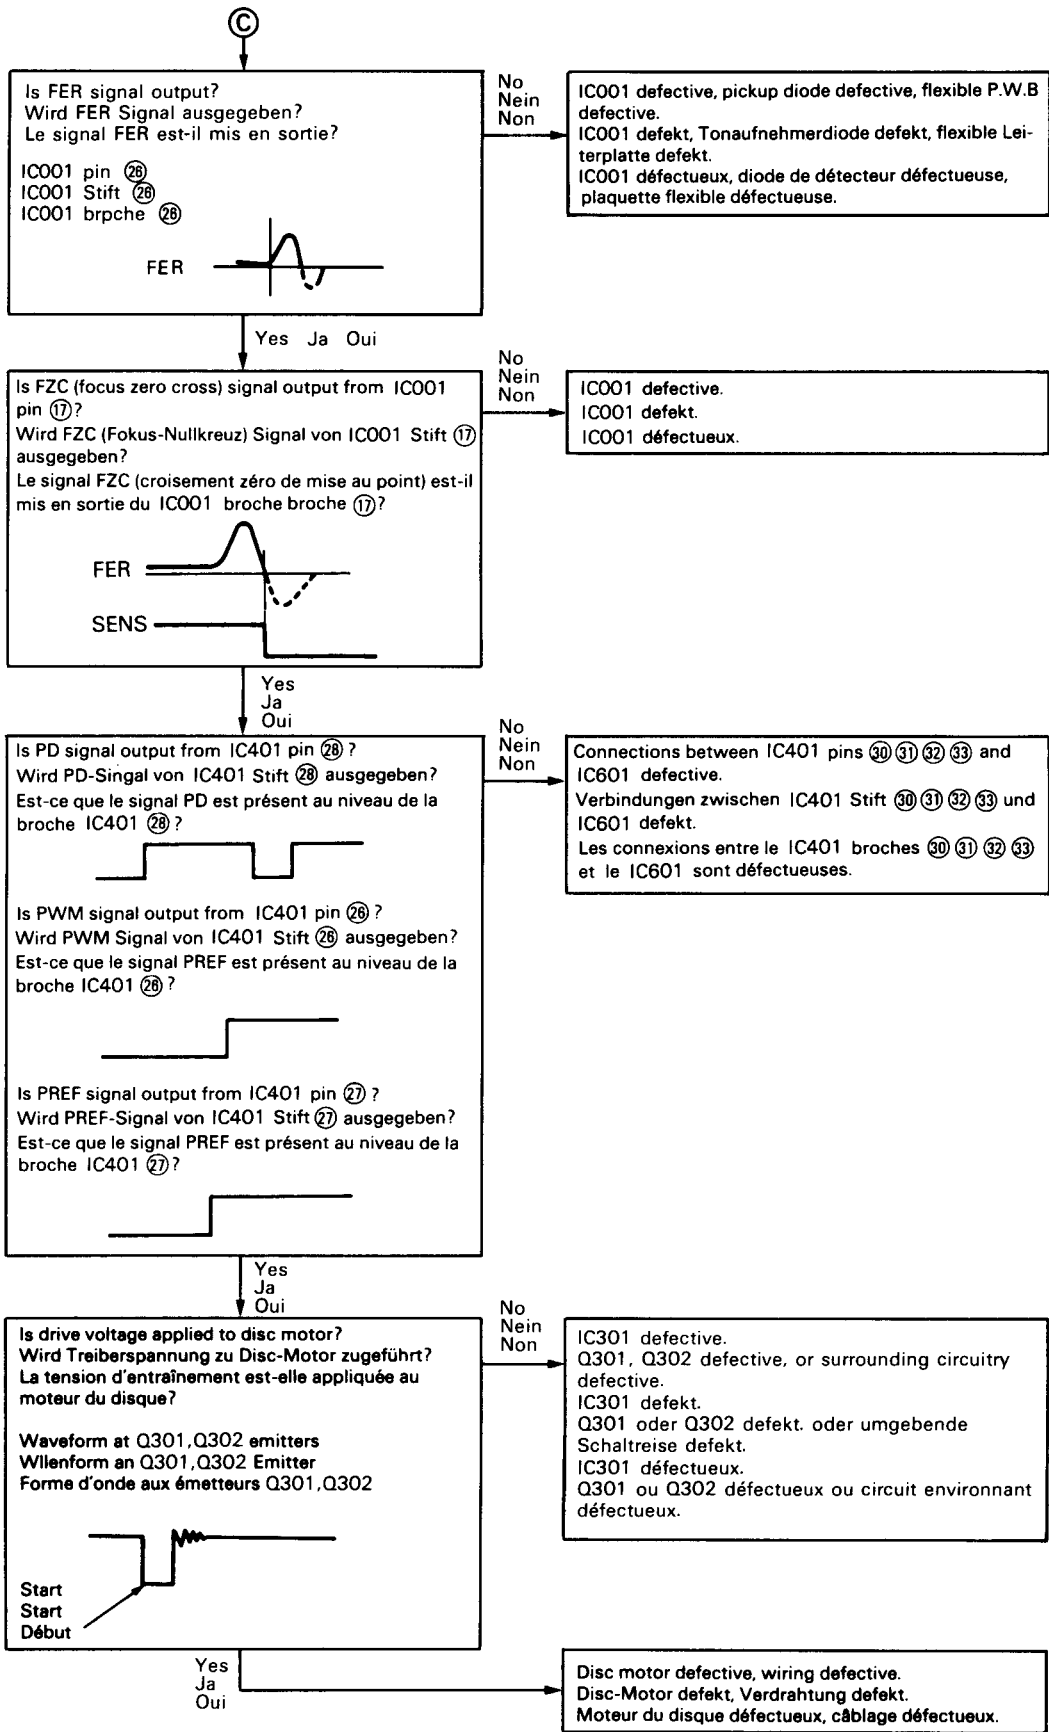 C
Is FER signal output?
Wird FER Signal ausgegeben?
Le signal FER est-il mis en sortie?
IC001 pin 26
IC001 Stift 26
IC001 brpche 26
FER
No
Nein
Non
IC001 defective, pickup diode defective, flexible P.W.B
defective.
IC001 defekt, Tonaufnehmerdiode defekt, flexible Lei-
terplatte defekt.
IC001 défectueux, diode de détecteur défectueuse,
plaquette flexible défectueuse.
Yes Ja Oui
Is FZC (focus zero cross) signal output from IC001
pin 17?
Wird FZC (Fokus-Nullkreuz) Signal von IC001 Stift 17
ausgegeben?
Le signal FZC (croisement zéro de mise au point) est-il
mis en sortie du IC001 broche broche 17?
FER
SENS
No
Nein
Non
IC001 defective.
IC001 defekt.
IC001 défectueux.
Yes
Ja
Oui
Is PD signal output from IC401 pin 28 ?
Wird PD-Singal von IC401 Stift 28 ausgegeben?
Est-ce que le signal PD est présent au niveau de la
broche IC401 28 ?
Is PWM signal output from IC401 pin 26 ?
Wird PWM Signal von IC401 Stift 26 ausgegeben?
Est-ce que le signal PREF est présent au niveau de la
broche IC401 26 ?
Is PREF signal output from IC401 pin 27 ?
Wird PREF-Signal von IC401 Stift 27 ausgegeben?
Est-ce que le signal PREF est présent au niveau de la
broche IC401 27 ?
No
Nein
Non
Connections between IC401 pins 30 31 32 33 and
IC601 defective.
Verbindungen zwischen IC401 Stift 30 31 32 33 und
IC601 defekt.
Les connexions entre le IC401 broches 30 31 32 33
et le IC601 sont défectueuses.
Yes
Ja
Oui
Is drive voltage applied to disc motor?
Wird Treiberspannung zu Disc-Motor zugeführt?
La tension d'entraînement est-elle appliquée au
moteur du disque?
Waveform at Q301,Q302 emitters
Wllenform an Q301,Q302 Emitter
Forme d'onde aux émetteurs Q301,Q302
Start
Start
Début
No
Nein
Non
IC301 defective.
Q301, Q302 defective, or surrounding circuitry
defective.
IC301 defekt.
Q301 oder Q302 defekt. oder umgebende
Schaltreise defekt.
IC301 défectueux.
Q301 ou Q302 défectueux ou circuit environnant
défectueux.
Yes
Ja
Oui
Disc motor defective, wiring defective.
Disc-Motor defekt, Verdrahtung defekt.
Moteur du disque défectueux, câblage défectueux.